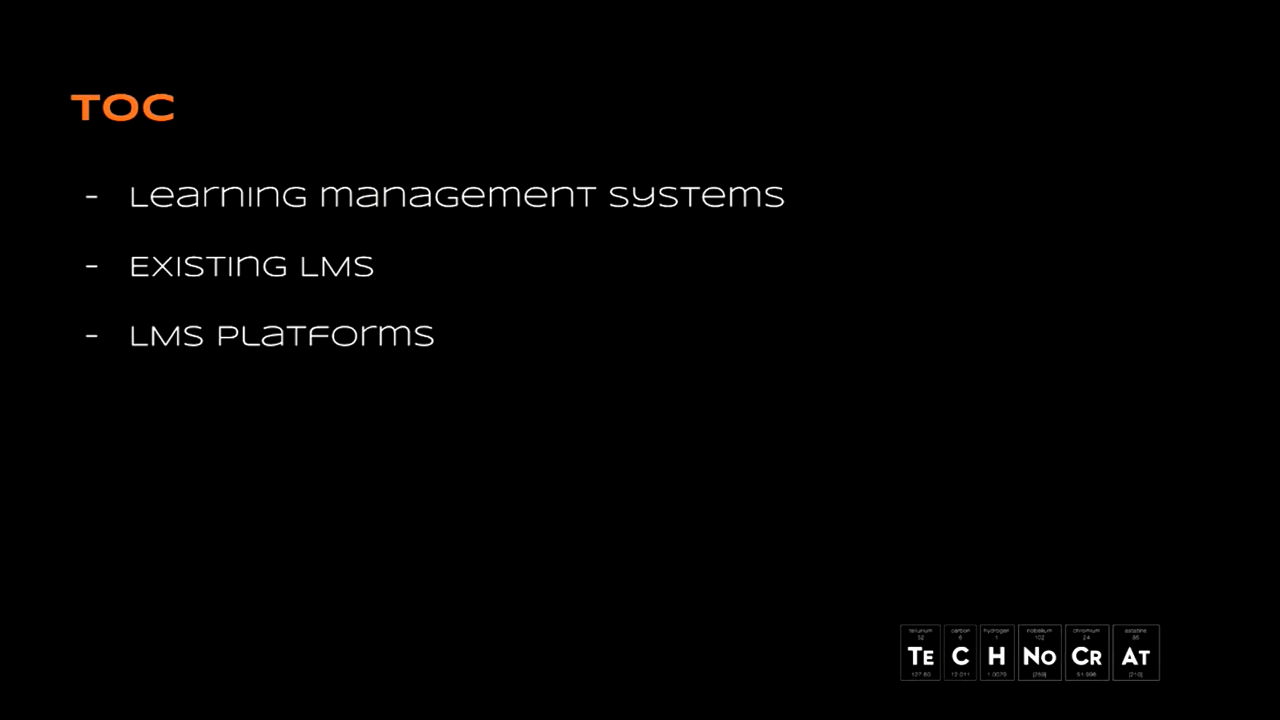 TOC
- Learning management systems
- Existing LMS
- LMS Platforms
tellurium carbon hydrogen nobelium chromium astatine
52 6 1 102 24 85
Te C H No Cr At
127.60 12.011 1.0079 [259] 51.996 [210]